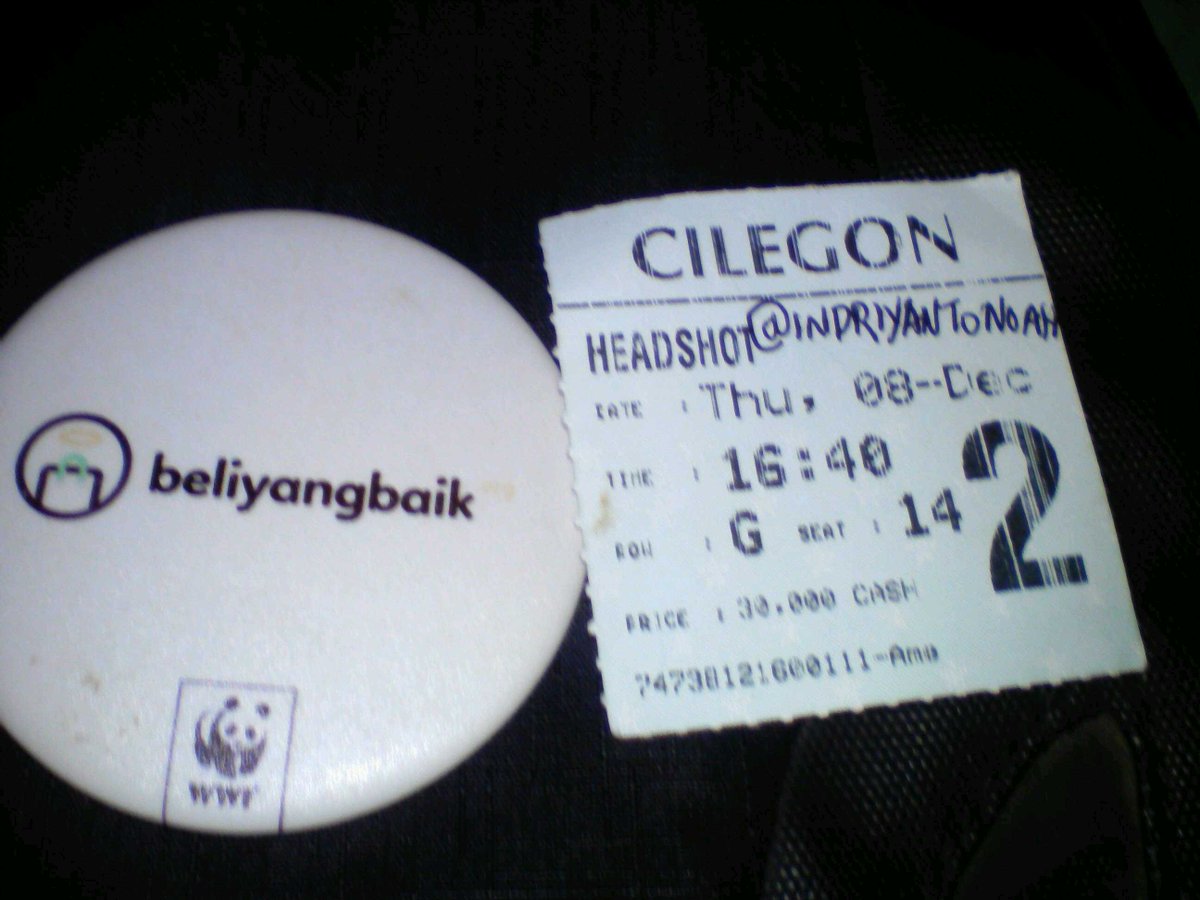 beliyangbaik
WWF
CILEGON
HEADSHOT @INDRIYANTONOAH
DATE : Thu, 08-Dec
TIME : 16:40
ROW : G SEAT : 14
2
PRICE : 30.000 CASH
74738121600111-Ama